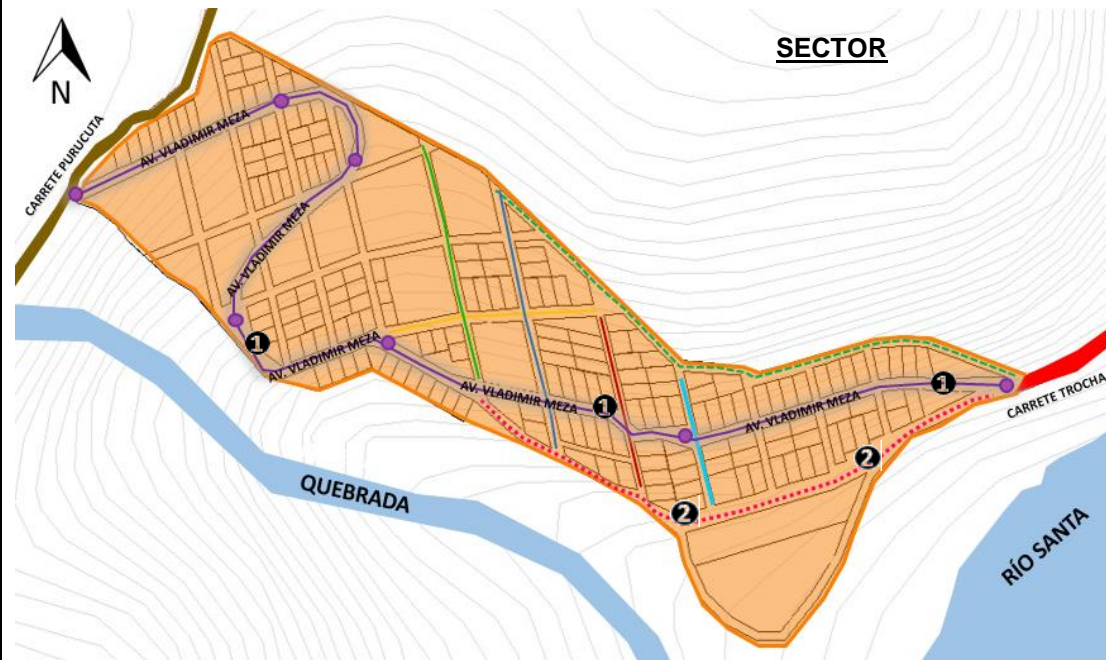 SECTOR
N
CARRETE PURUCUTA
AV. VLADIMIR MEZA
AV. VLADIMIR MEZA
1
AV. VLADIMIR MEZA
AV. VLADIMIR MEZA
1
AV. VLADIMIR MEZA
1
CARRETE TROCHA
2
2
QUEBRADA
RÍO SANTA